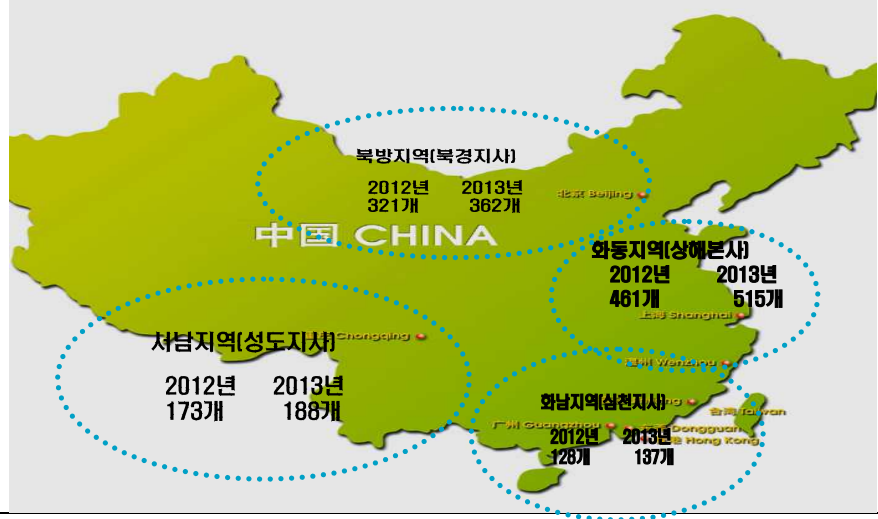 북방지역(북경지사)
2012년 2013년
321개 362개
北京 Beijing
中国 CHINA
화동지역(상해본사)
2012년 2013년
461개 515개
上海 Shanghai
서남지역(성도지사)
Chongqing
2012년 2013년
173개 188개
温州 Wenzhou
화남지역(심천지사)
台湾 Taiwan
广州 Guangzhou
Dongguan
港 Hong Kong
2012년 2013년
128개 137개